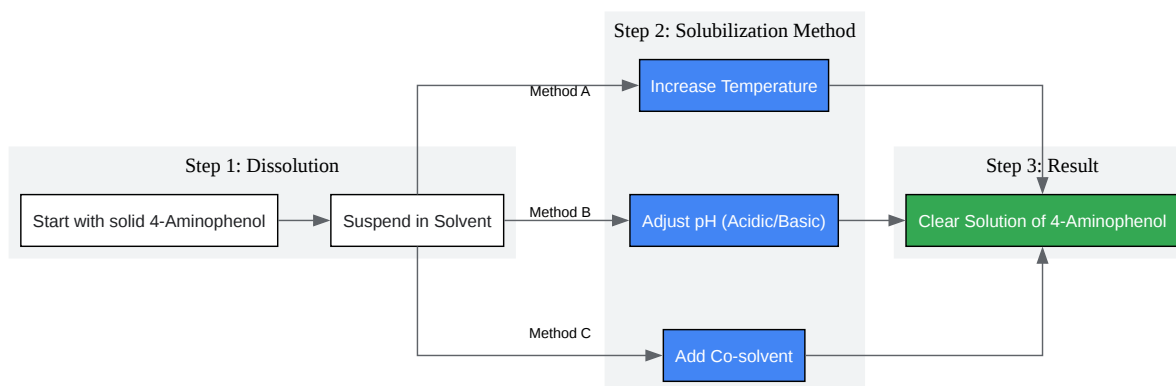 Step 2: Solubilization Method
Increase Temperature
Method A
Step 1: Dissolution
Step 3: Result
Start with solid 4-Aminophenol
Suspend in Solvent
Method B
Adjust pH (Acidic/Basic)
Clear Solution of 4-Aminophenol
Method C
Add Co-solvent